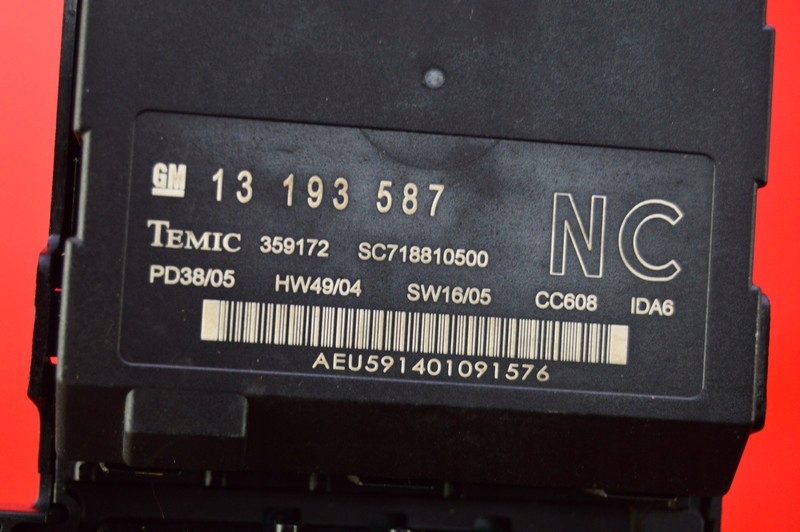 GM 13 193 587
NC
TEMIC 359172 SC718810500
PD38/05 HW49/04 SW16/05 CC608 IDA6
AEU591401091576